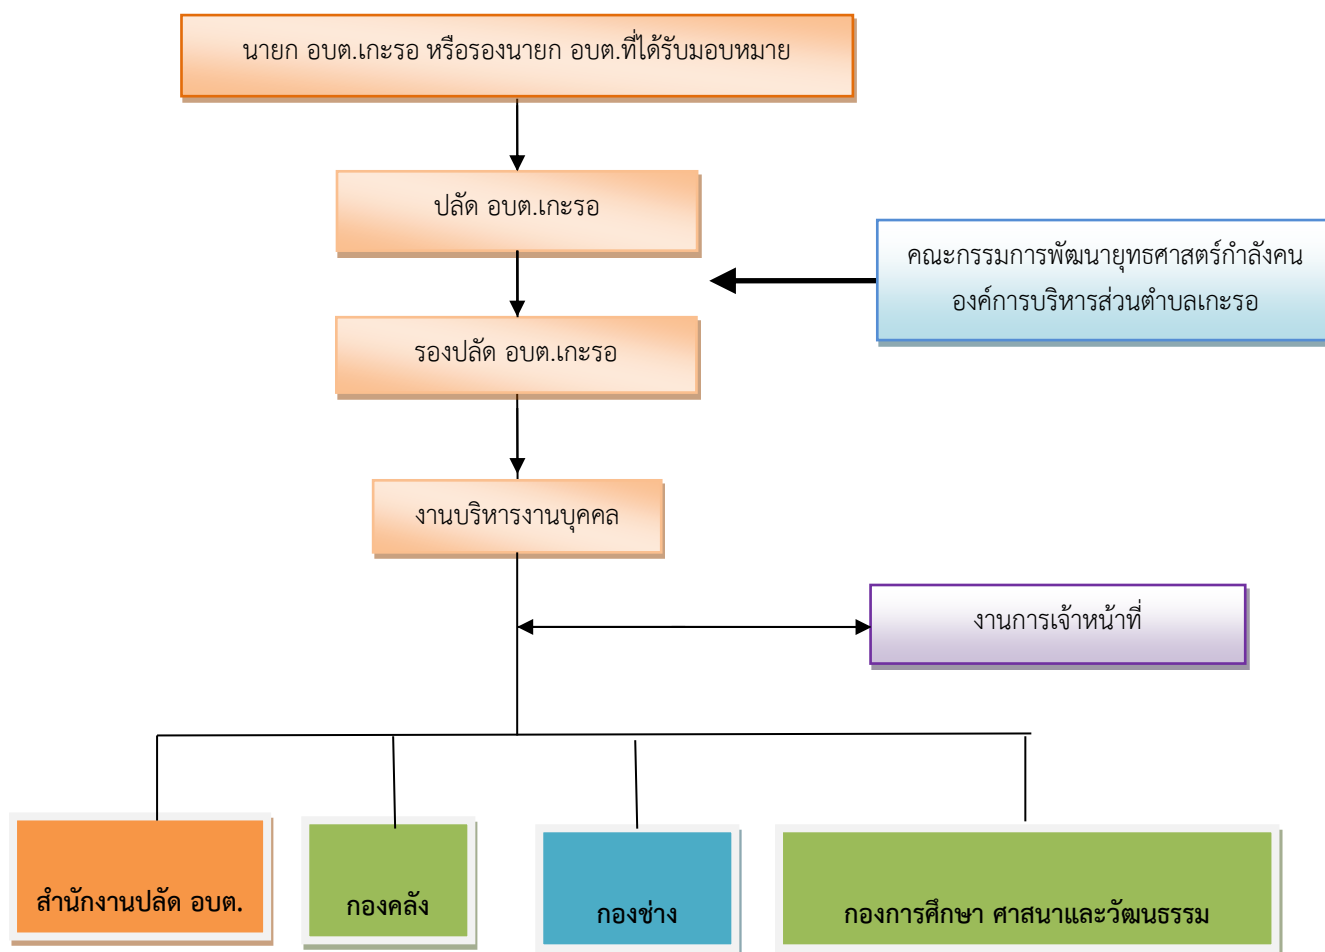 นายก อบต.เกะรอ หรือรองนายก อบต.ที่ได้รับมอบหมาย
ปลัด อบต.เกะรอ
คณะกรรมการพัฒนายุทธศาสตร์กำลังคน
องค์การบริหารส่วนตำบลเกะรอ
รองปลัด อบต.เกะรอ
งานบริหารงานบุคคล
งานการเจ้าหน้าที่
สำนักงานปลัด อบต.
กองคลัง
กองช่าง
กองการศึกษา ศาสนาและวัฒนธรรม